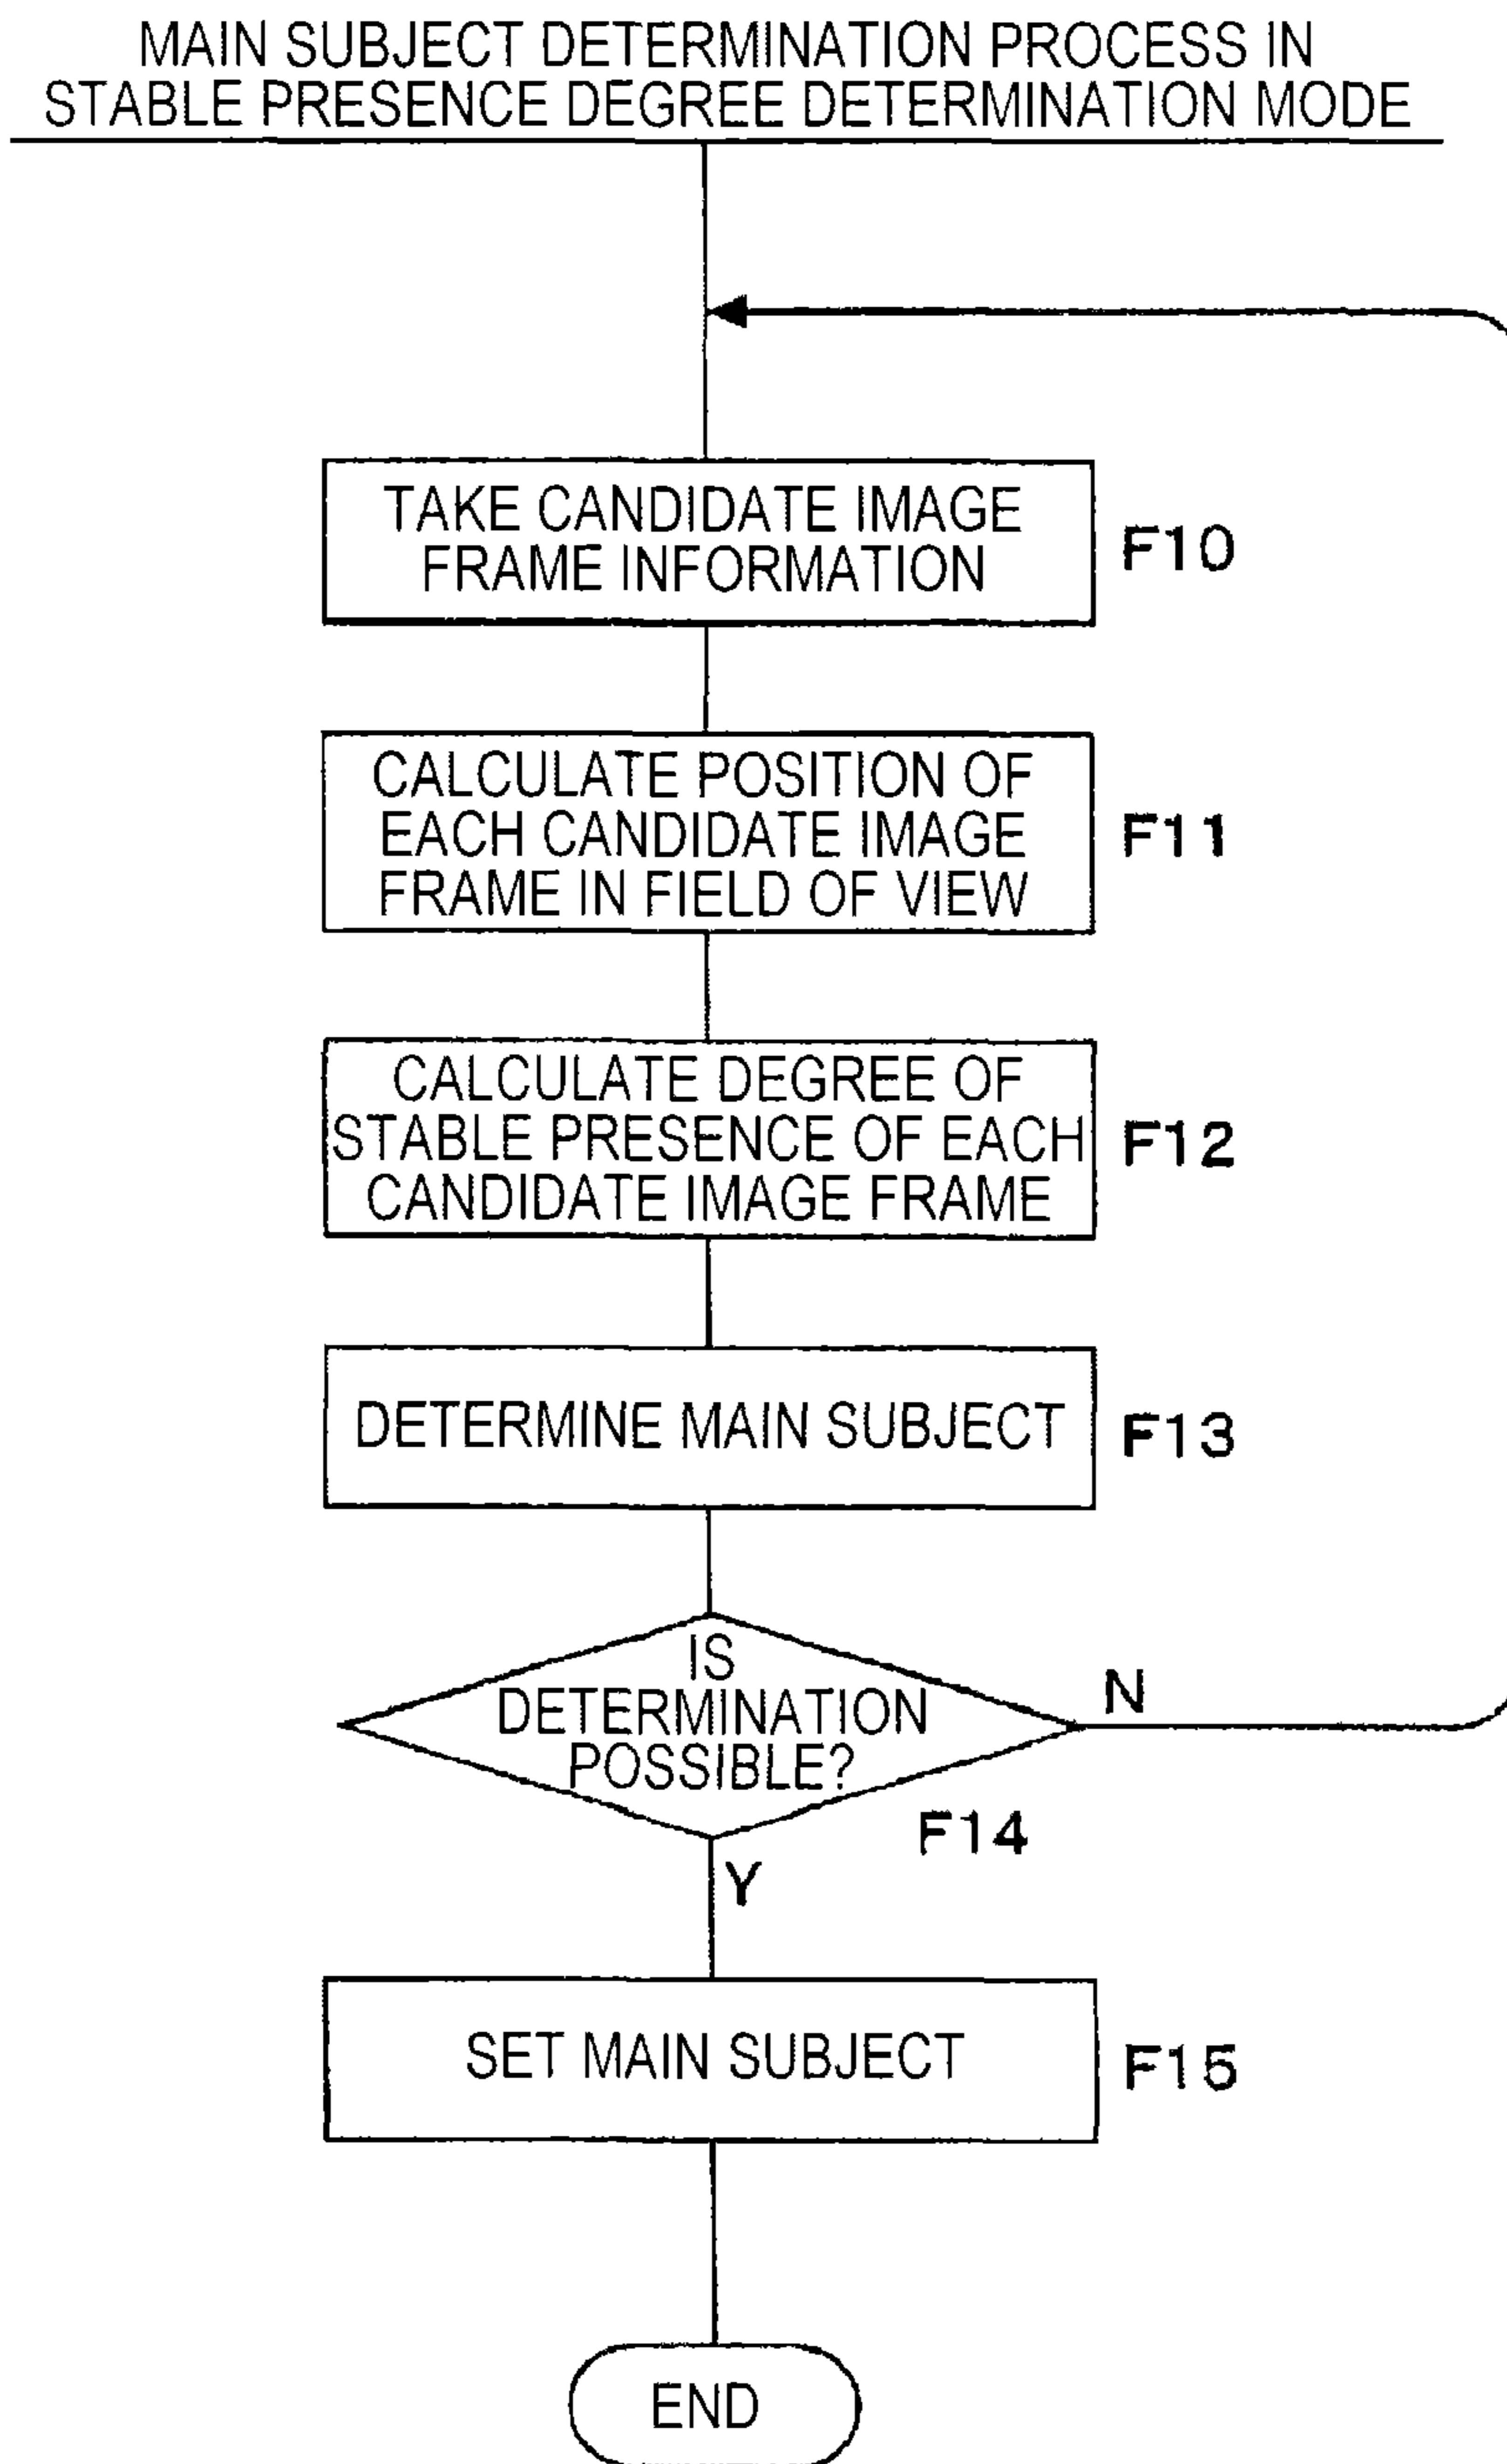 MAIN SUBJECT DETERMINATION PROCESS IN
STABLE PRESENCE DEGREE DETERMINATION MODE
TAKE CANDIDATE IMAGE
FRAME INFORMATION
F10
CALCULATE POSITION OF
EACH CANDIDATE IMAGE
FRAME IN FIELD OF VIEW
F11
CALCULATE DEGREE OF
STABLE PRESENCE OF EACH
CANDIDATE IMAGE FRAME
F12
DETERMINE MAIN SUBJECT
F13
IS
DETERMINATION
POSSIBLE?
N
F14
Y
SET MAIN SUBJECT
F15
END